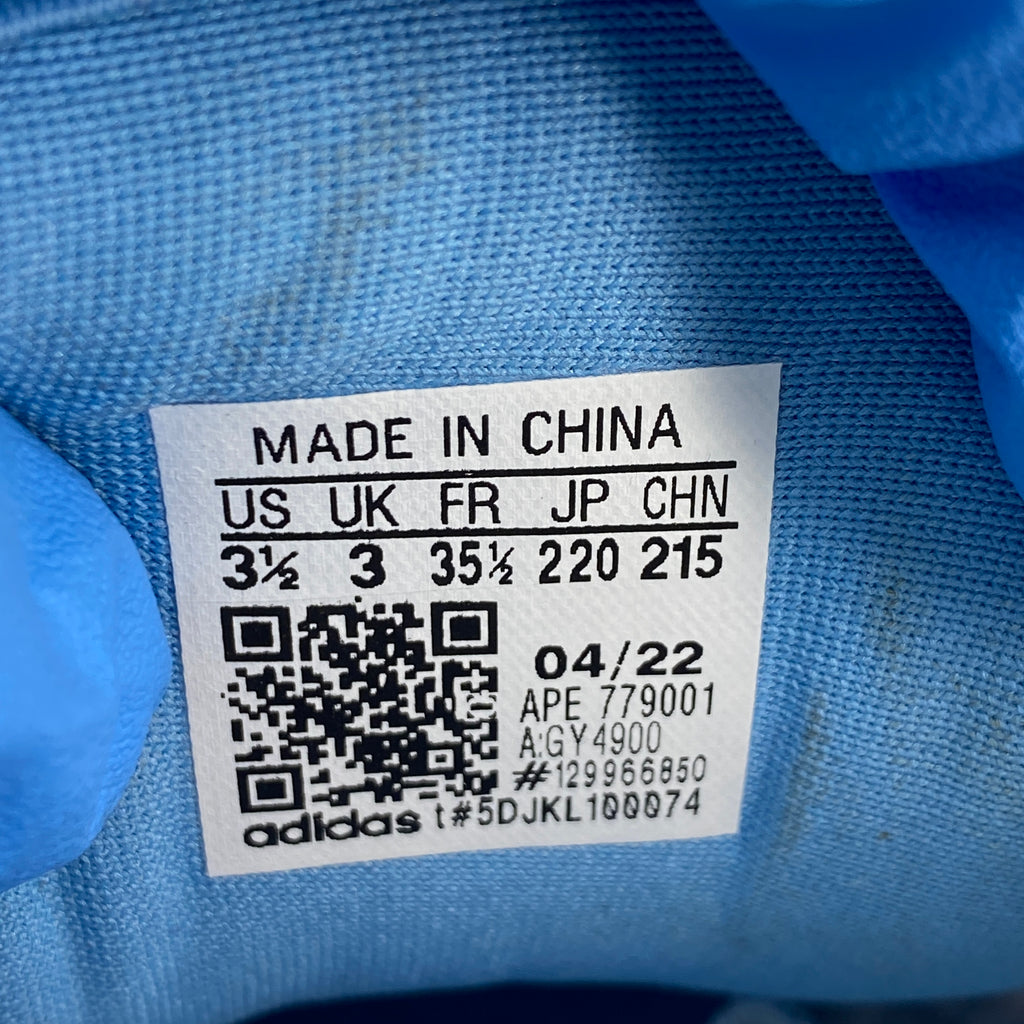 MADE IN CHINA
US UK FR JP CHN
3½ 3 35½ 220 215
04/22
APE 779001
A:GY4900
#129966850
adidas t#5DJKL100074